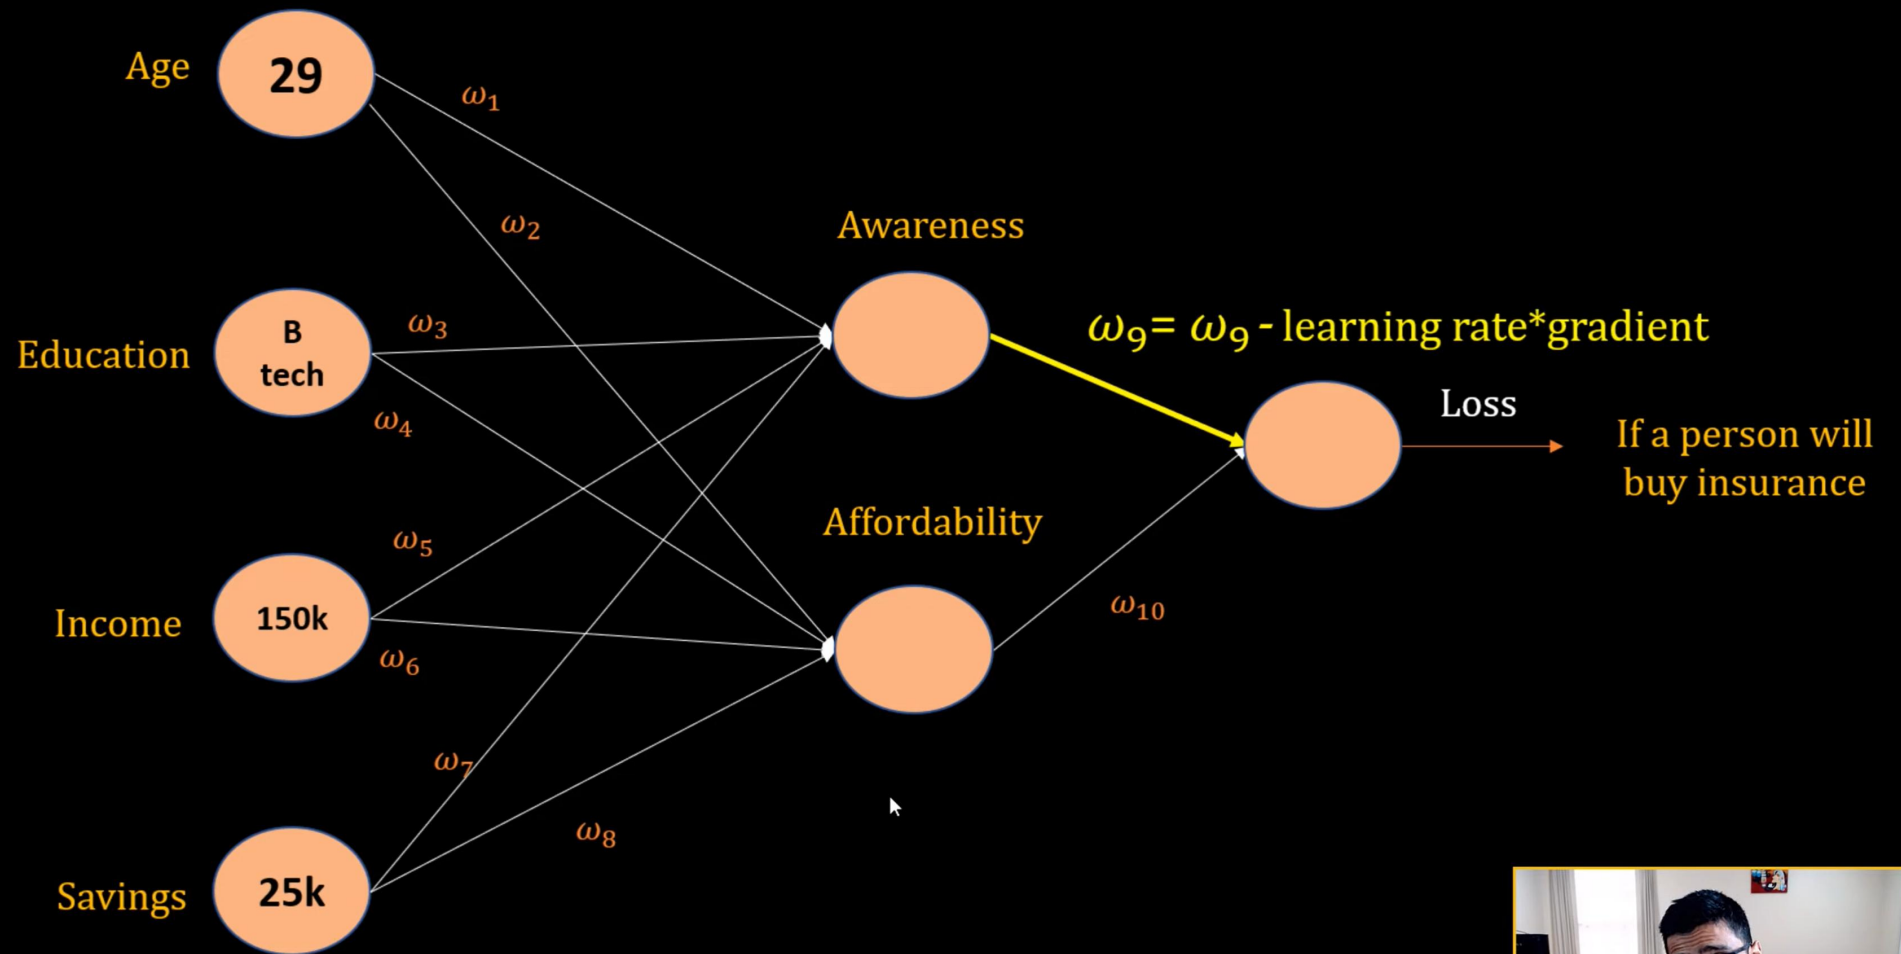 Age
29
ω₁
ω₂
Awareness
Education
B
tech
ω₃
ω₄
ω₉= ω₉ - learning rate*gradient
Loss
If a person will
buy insurance
Affordability
Income
150k
ω₅
ω₆
ω₁₀
Savings
25k
ω₇
ω₈